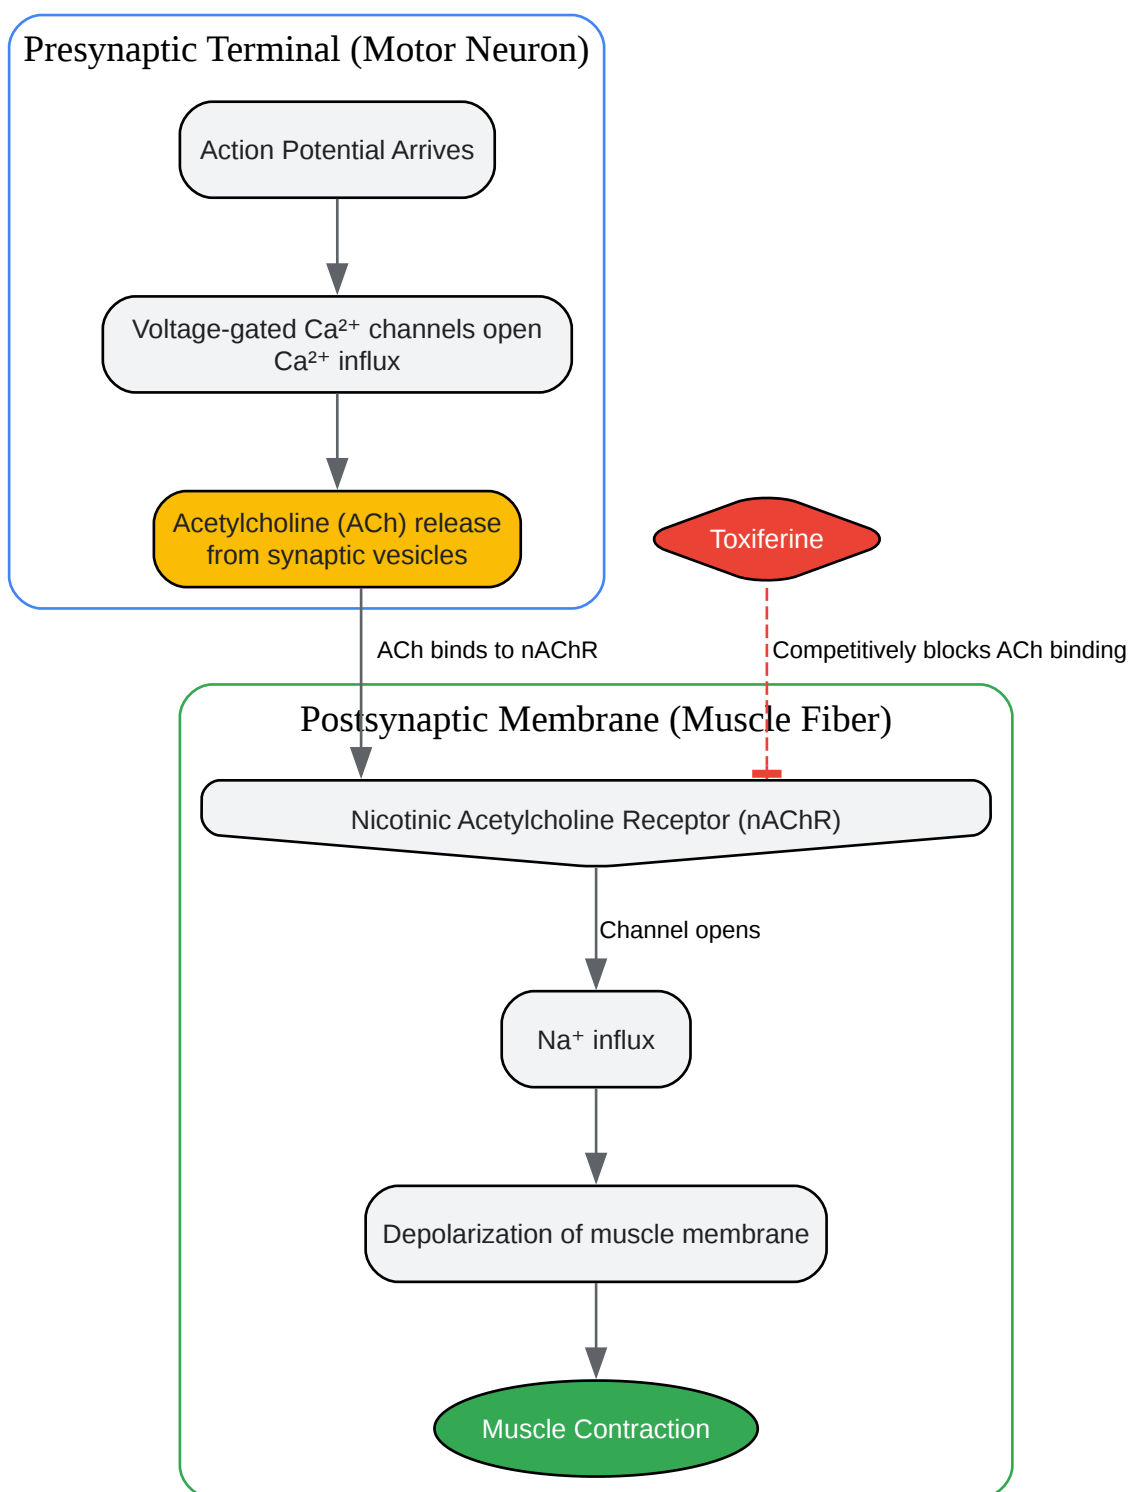 Presynaptic Terminal (Motor Neuron)
Action Potential Arrives
Voltage-gated Ca²⁺ channels open
Ca²⁺ influx
Acetylcholine (ACh) release
from synaptic vesicles
Toxiferine
ACh binds to nAChR
Competitively blocks ACh binding
Postsynaptic Membrane (Muscle Fiber)
Nicotinic Acetylcholine Receptor (nAChR)
Channel opens
Na⁺ influx
Depolarization of muscle membrane
Muscle Contraction